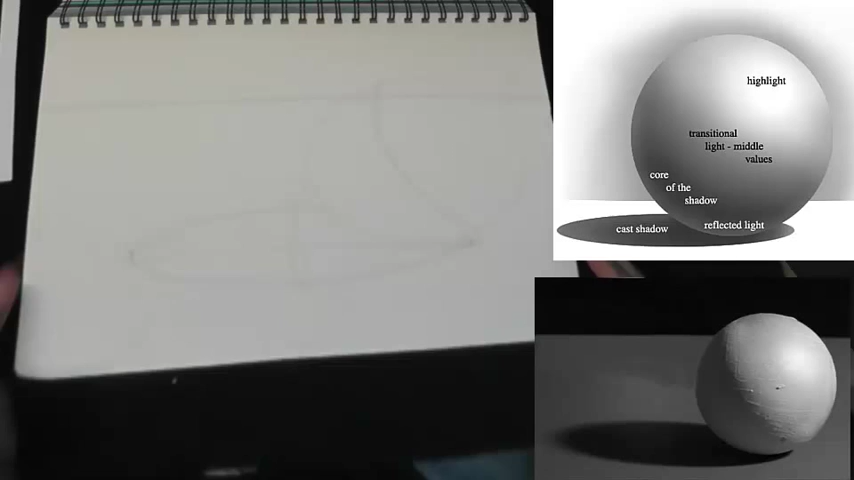 highlight
transitional
light - middle
values
core
of the
shadow
reflected light
cast shadow